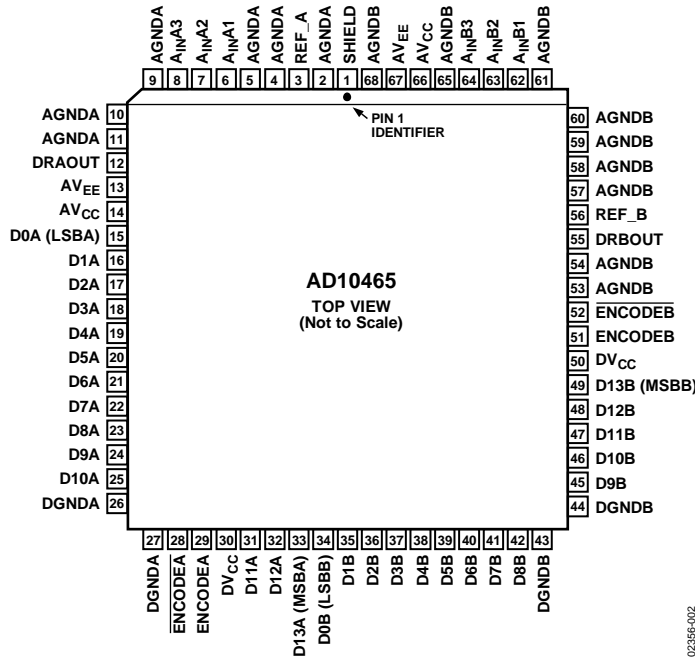 AGNDA
AINA3
AINA2
AINA1
AGNDA
AGNDA
REF_A
AGNDA
SHIELD
AGNDB
AVEE
AVCC
AGNDB
AINB3
AINB2
AINB1
AGNDB
9 8 7 6 5 4 3 2 1 68 67 66 65 64 63 62 61
PIN 1
IDENTIFIER
AGNDA 10
AGNDA 11
DRAOUT 12
AVEE 13
AVCC 14
D0A (LSBA) 15
D1A 16
D2A 17
D3A 18
D4A 19
D5A 20
D6A 21
D7A 22
D8A 23
D9A 24
D10A 25
DGNDA 26
AD10465
TOP VIEW
(Not to Scale)
60 AGNDB
59 AGNDB
58 AGNDB
57 AGNDB
56 REF_B
55 DRBOUT
54 AGNDB
53 AGNDB
52 ENCODEB
51 ENCODEB
50 DVCC
49 D13B (MSBB)
48 D12B
47 D11B
46 D10B
45 D9B
44 DGNDB
27 28 29 30 31 32 33 34 35 36 37 38 39 40 41 42 43
DGNDA
ENCODEA
ENCODEA
DVCC
D11A
D12A
D13A (MSBA)
D0B (LSBB)
D1B
D2B
D3B
D4B
D5B
D6B
D7B
D8B
DGNDB
02356-002